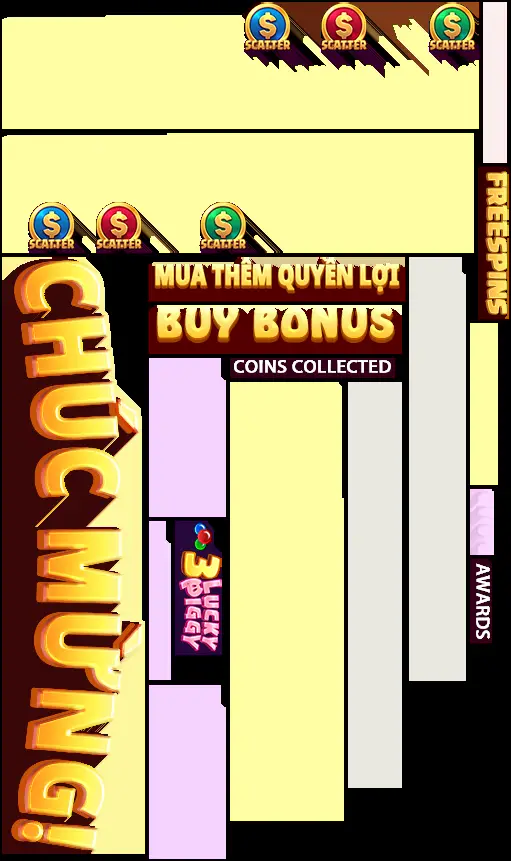 SCATTER
SCATTER
SCATTER
FREESPINS
SCATTER
SCATTER
SCATTER
CHÚC MỪNG!
MUA THÊM QUYỀN LỢI
BUY BONUS
COINS COLLECTED
3
LUCKY
PIGGY
AWARDS